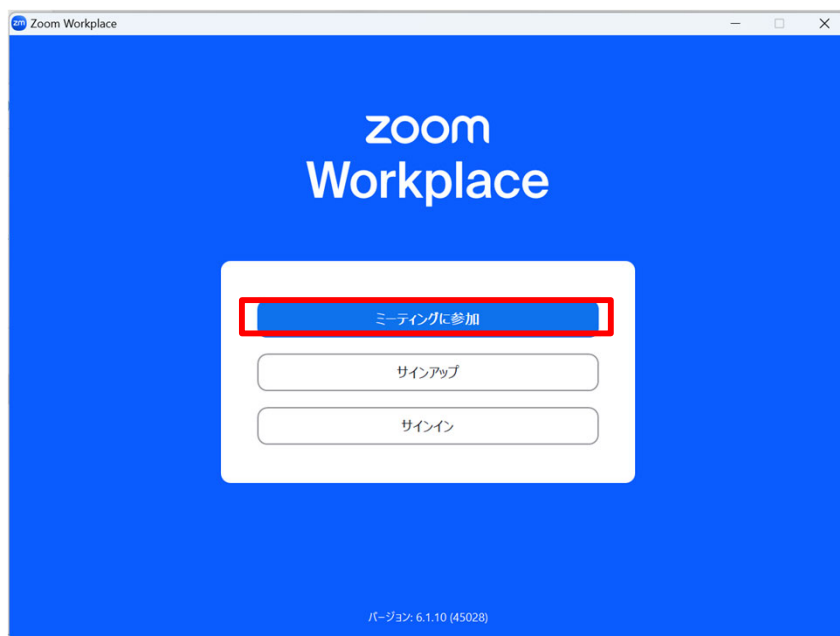 zm Zoom Workplace
zoom
Workplace
ミーティングに参加
サインアップ
サインイン
バージョン: 6.1.10 (45028)